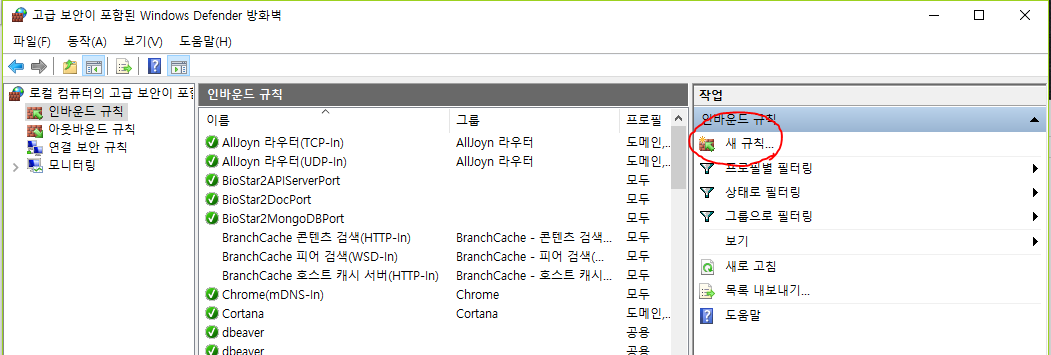 고급 보안이 포함된 Windows Defender 방화벽
파일(F) 동작(A) 보기(V) 도움말(H)
로컬 컴퓨터의 고급 보안이 포함
인바운드 규칙
아웃바운드 규칙
연결 보안 규칙
모니터링
인바운드 규칙
이름 그룹 프로필
AllJoyn 라우터(TCP-In) AllJoyn 라우터 도메인,...
AllJoyn 라우터(UDP-In) AllJoyn 라우터 도메인,...
BioStar2APIServerPort 모두
BioStar2DocPort 모두
BioStar2MongoDBPort 모두
BranchCache 콘텐츠 검색(HTTP-In) BranchCache - 콘텐츠 검색... 모두
BranchCache 피어 검색(WSD-In) BranchCache - 피어 검색(... 모두
BranchCache 호스트 캐시 서버(HTTP-In) BranchCache - 호스트 캐시... 모두
Chrome(mDNS-In) Chrome 모두
Cortana Cortana 도메인,...
dbeaver 공용
dbeaver 공용
작업
인바운드 규칙
새 규칙...
프로필별 필터링
상태로 필터링
그룹으로 필터링
보기
새로 고침
목록 내보내기...
도움말